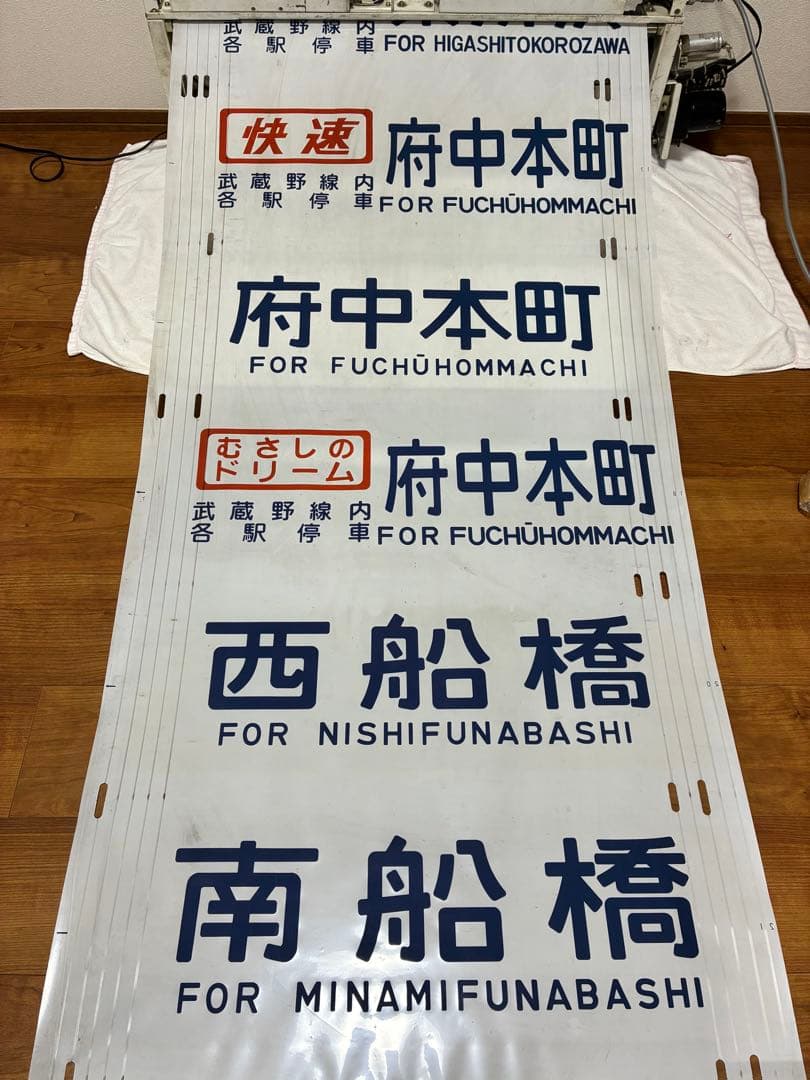 武蔵野線内
各駅停車
FOR HIGASHITOKOROZAWA
快速
府中本町
武蔵野線内
各駅停車
FOR FUCHŪHOMMACHI
府中本町
FOR FUCHŪHOMMACHI
むさしの
ドリーム
府中本町
武蔵野線内
各駅停車
FOR FUCHŪHOMMACHI
西船橋
FOR NISHIFUNABASHI
南船橋
FOR MINAMIFUNABASHI